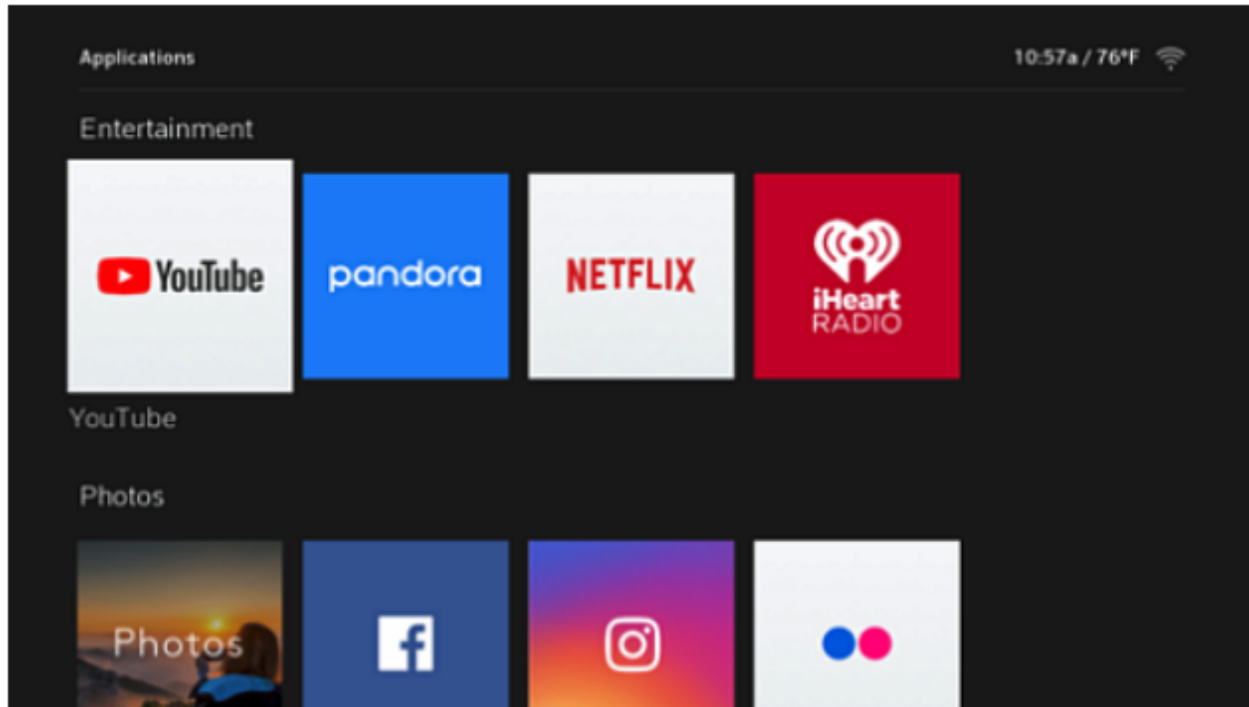 Applications
10:57a / 76°F
Entertainment
YouTube
pandora
NETFLIX
iHeart
RADIO
YouTube
Photos
Photos